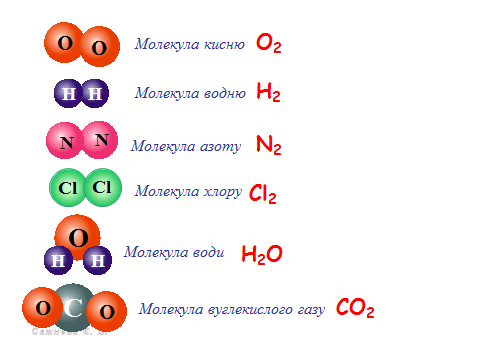 O O Молекула кисню O2
H H Молекула водню H2
N N Молекула азоту N2
Cl Cl Молекула хлору Cl2
O
H H Молекула води H2O
O C O Молекула вуглекислого газу CO2